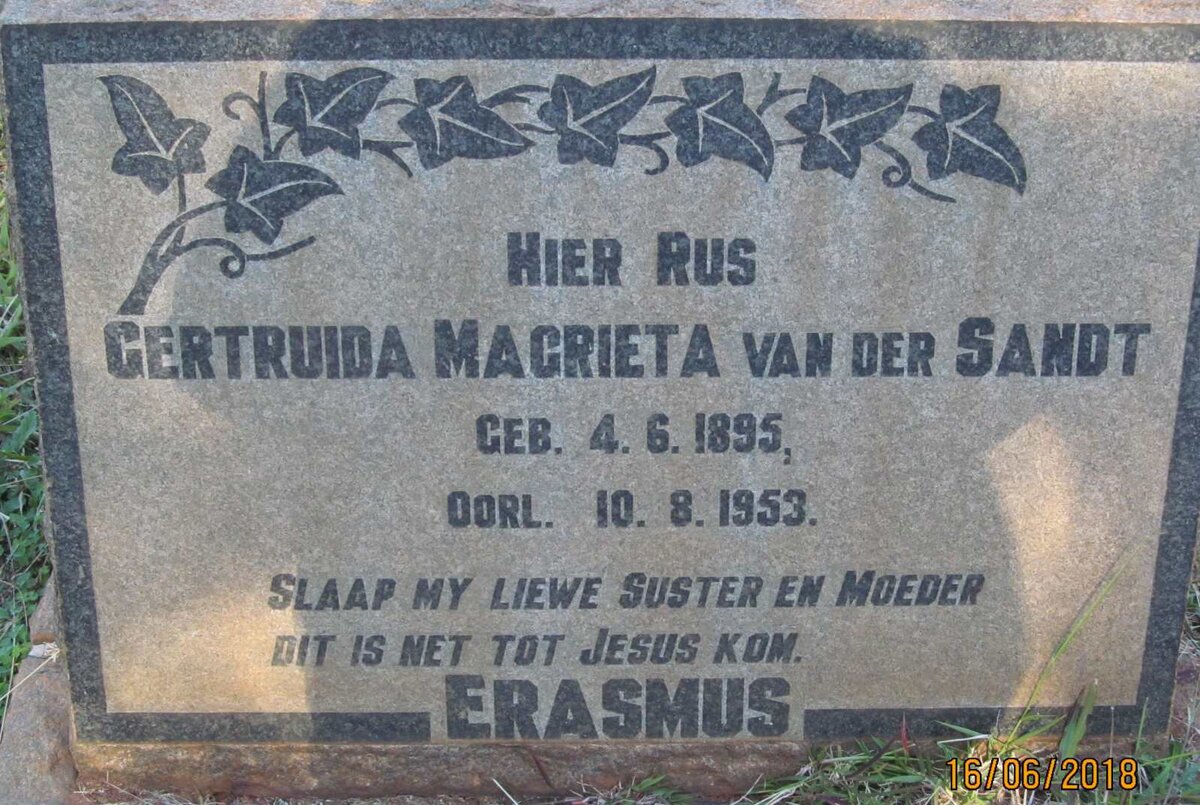 HIER RUS
GERTRUIDA MAGRIETA VAN DER SANDT
GEB. 4. 6. 1895,
OORL. 10. 8. 1953.
SLAAP MY LIEWE SUSTER EN MOEDER
DIT IS NET TOT JESUS KOM.
ERASMUS
16/06/2018